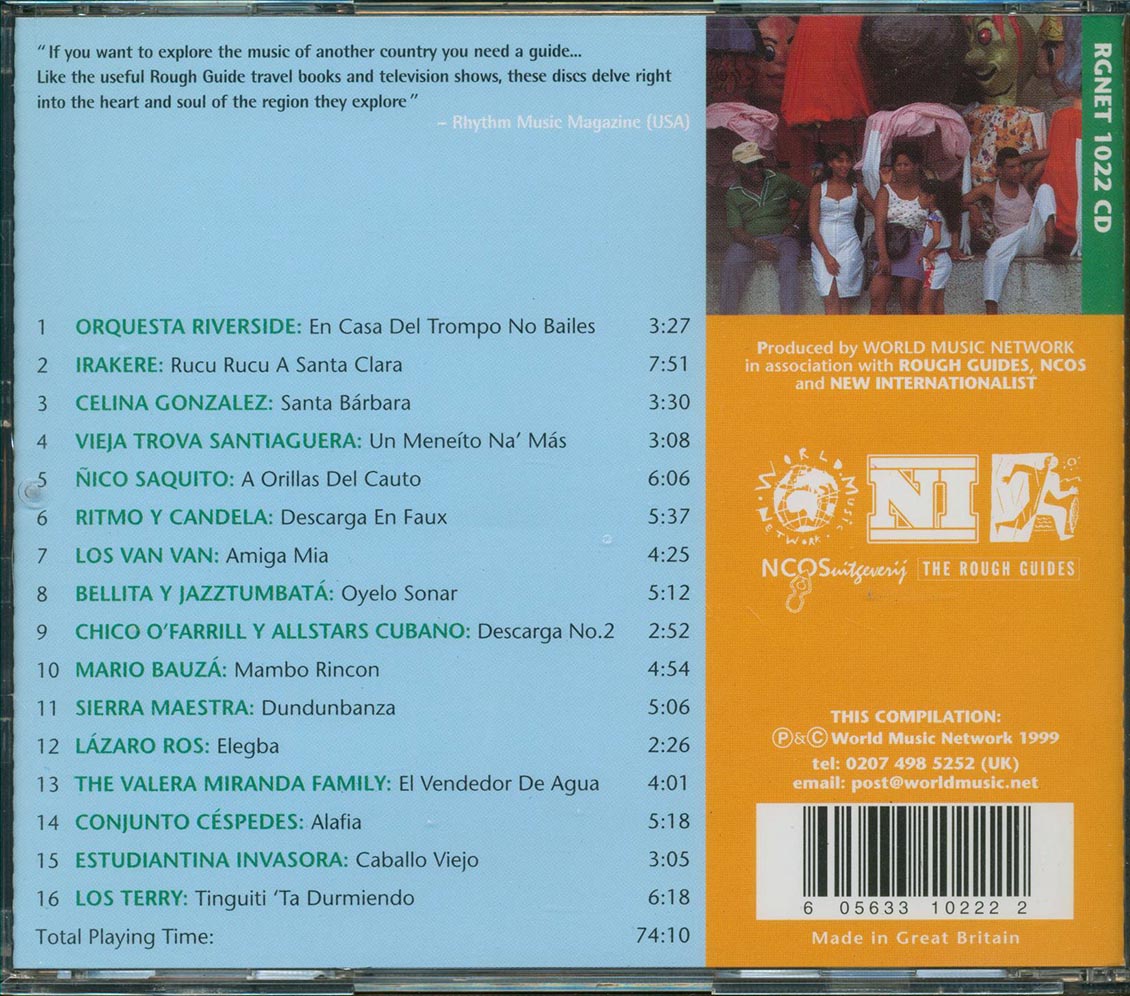 “If you want to explore the music of another country you need a guide...
Like the useful Rough Guide travel books and television shows, these discs delve right
into the heart and soul of the region they explore”
– Rhythm Music Magazine (USA)
1 ORQUESTA RIVERSIDE: En Casa Del Trompo No Bailes 3:27
2 IRAKERE: Rucu Rucu A Santa Clara 7:51
3 CELINA GONZALEZ: Santa Bárbara 3:30
4 VIEJA TROVA SANTIAGUERA: Un Meneíto Na’ Más 3:08
5 ÑICO SAQUITO: A Orillas Del Cauto 6:06
6 RITMO Y CANDELA: Descarga En Faux 5:37
7 LOS VAN VAN: Amiga Mia 4:25
8 BELLITA Y JAZZTUMBATÁ: Oyelo Sonar 5:12
9 CHICO O’FARRILL Y ALLSTARS CUBANO: Descarga No.2 2:52
10 MARIO BAUZÁ: Mambo Rincon 4:54
11 SIERRA MAESTRA: Dundunbanza 5:06
12 LÁZARO ROS: Elegba 2:26
13 THE VALERA MIRANDA FAMILY: El Vendedor De Agua 4:01
14 CONJUNTO CÉSPEDES: Alafia 5:18
15 ESTUDIANTINA INVASORA: Caballo Viejo 3:05
16 LOS TERRY: Tinguiti ‘Ta Durmiendo 6:18
Total Playing Time: 74:10
RGNET 1022 CD
Produced by WORLD MUSIC NETWORK
in association with ROUGH GUIDES, NCOS
and NEW INTERNATIONALIST
WORLD MUSIC NETWORK
NI
NCOS uitgeverij
THE ROUGH GUIDES
THIS COMPILATION:
Ⓟ&Ⓒ World Music Network 1999
tel: 0207 498 5252 (UK)
email: post@worldmusic.net
6 05633 10222 2
Made in Great Britain